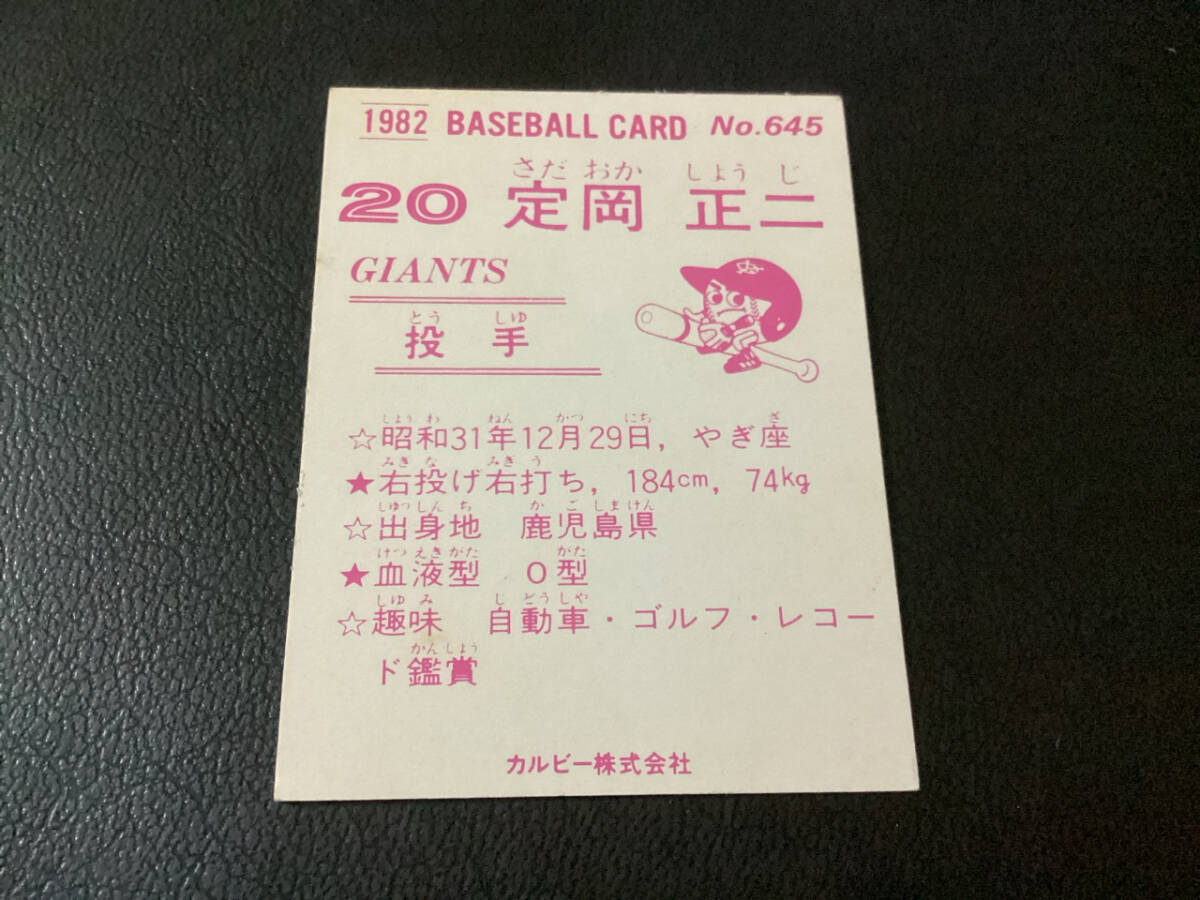 1982 BASEBALL CARD No.645
さだ おか しょう じ
20 定岡 正二
GIANTS
とう しゅ
投 手
しょう わ ねん がつ にち ざ
☆昭和31年12月29日, やぎ座
みぎ な みぎ う
★右投げ右打ち, 184cm, 74kg
しゅつ しん ち か ご しま けん
☆出身地 鹿児島県
けつ えき がた がた
★血液型 O型
しゅ み じ どう しゃ
☆趣味 自動車・ゴルフ・レコー
かん しょう
ド鑑賞
カルビー株式会社